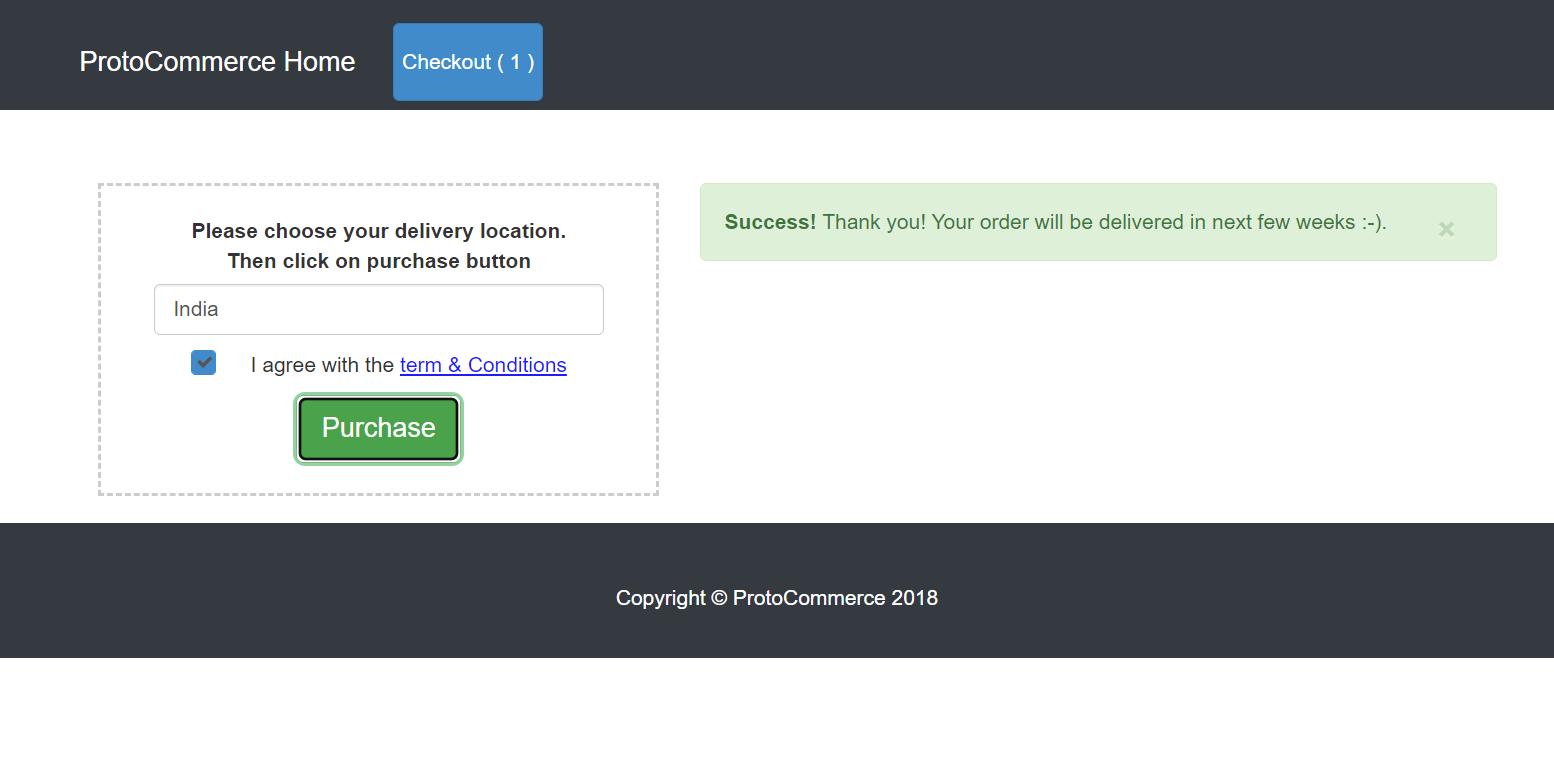 ProtoCommerce Home
Checkout ( 1 )
Please choose your delivery location.
Then click on purchase button
India
I agree with the term & Conditions
Purchase
Success! Thank you! Your order will be delivered in next few weeks :-).
×
Copyright © ProtoCommerce 2018